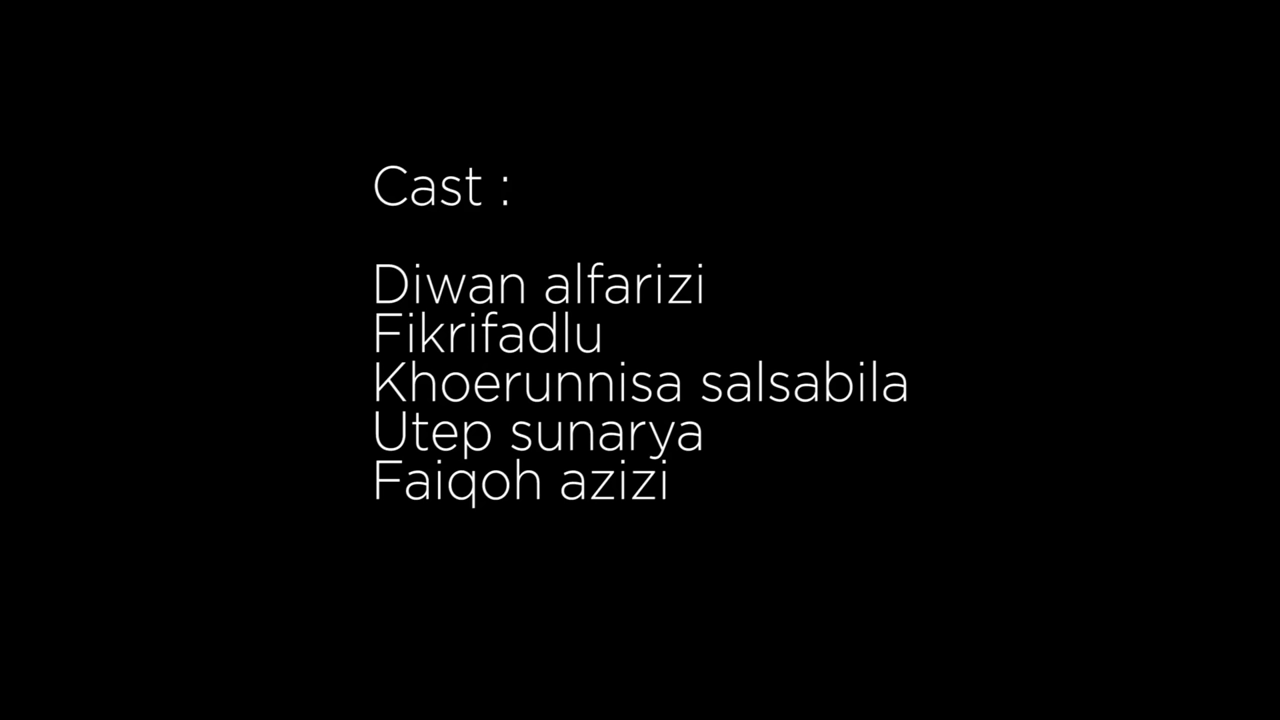 Cast :
Diwan alfarizi
Fikrifadlu
Khoerunnisa salsabila
Utep sunarya
Faiqoh azizi